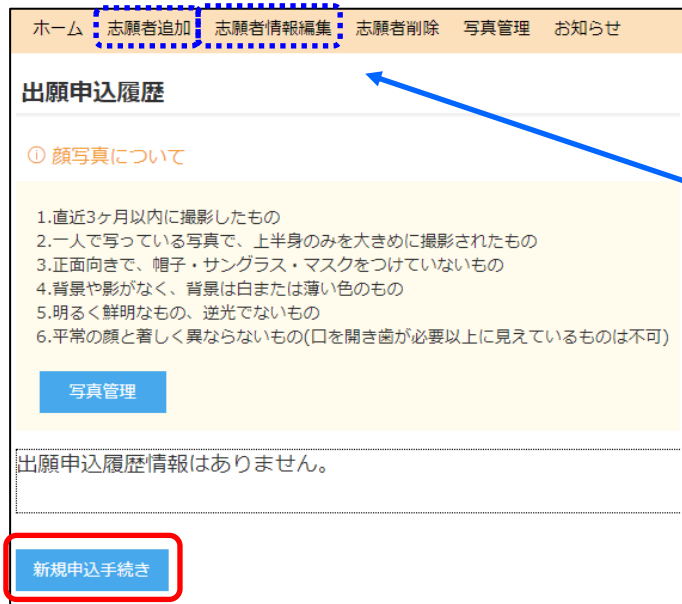 ホーム 志願者追加 志願者情報編集 志願者削除 写真管理 お知らせ
出願申込履歴
顔写真について
1.直近3ヶ月以内に撮影したもの
2.一人で写っている写真で、上半身のみを大きめに撮影されたもの
3.正面向きで、帽子・サングラス・マスクをつけていないもの
4.背景や影がなく、背景は白または薄い色のもの
5.明るく鮮明なもの、逆光でないもの
6.平常の顔と著しく異ならないもの(口を開き歯が必要以上に見えているものは不可)
写真管理
出願申込履歴情報はありません。
新規申込手続き